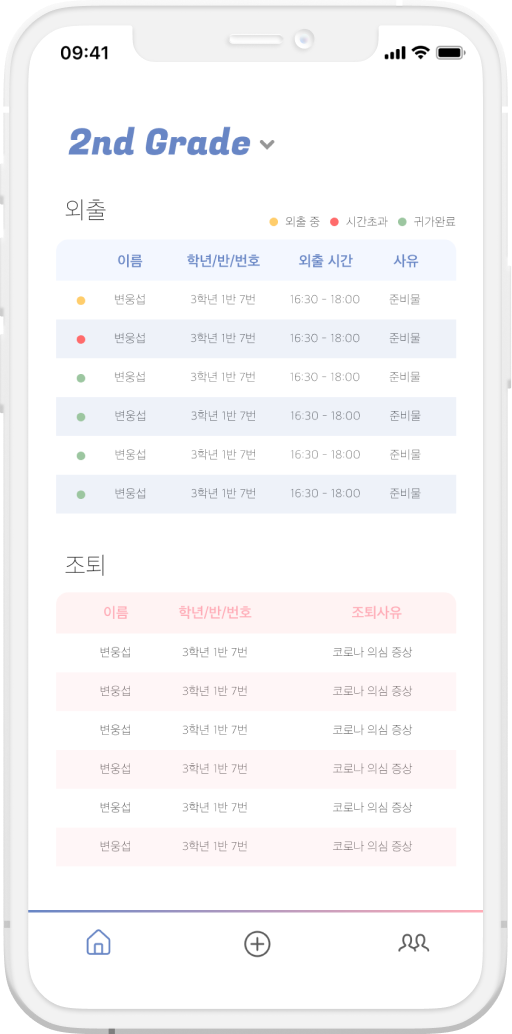 09:41
2nd Grade
외출
외출 중 시간초과 귀가완료
이름 학년/반/번호 외출 시간 사유
변웅섭 3학년 1반 7번 16:30 - 18:00 준비물
변웅섭 3학년 1반 7번 16:30 - 18:00 준비물
변웅섭 3학년 1반 7번 16:30 - 18:00 준비물
변웅섭 3학년 1반 7번 16:30 - 18:00 준비물
변웅섭 3학년 1반 7번 16:30 - 18:00 준비물
변웅섭 3학년 1반 7번 16:30 - 18:00 준비물
조퇴
이름 학년/반/번호 조퇴사유
변웅섭 3학년 1반 7번 코로나 의심 증상
변웅섭 3학년 1반 7번 코로나 의심 증상
변웅섭 3학년 1반 7번 코로나 의심 증상
변웅섭 3학년 1반 7번 코로나 의심 증상
변웅섭 3학년 1반 7번 코로나 의심 증상
변웅섭 3학년 1반 7번 코로나 의심 증상